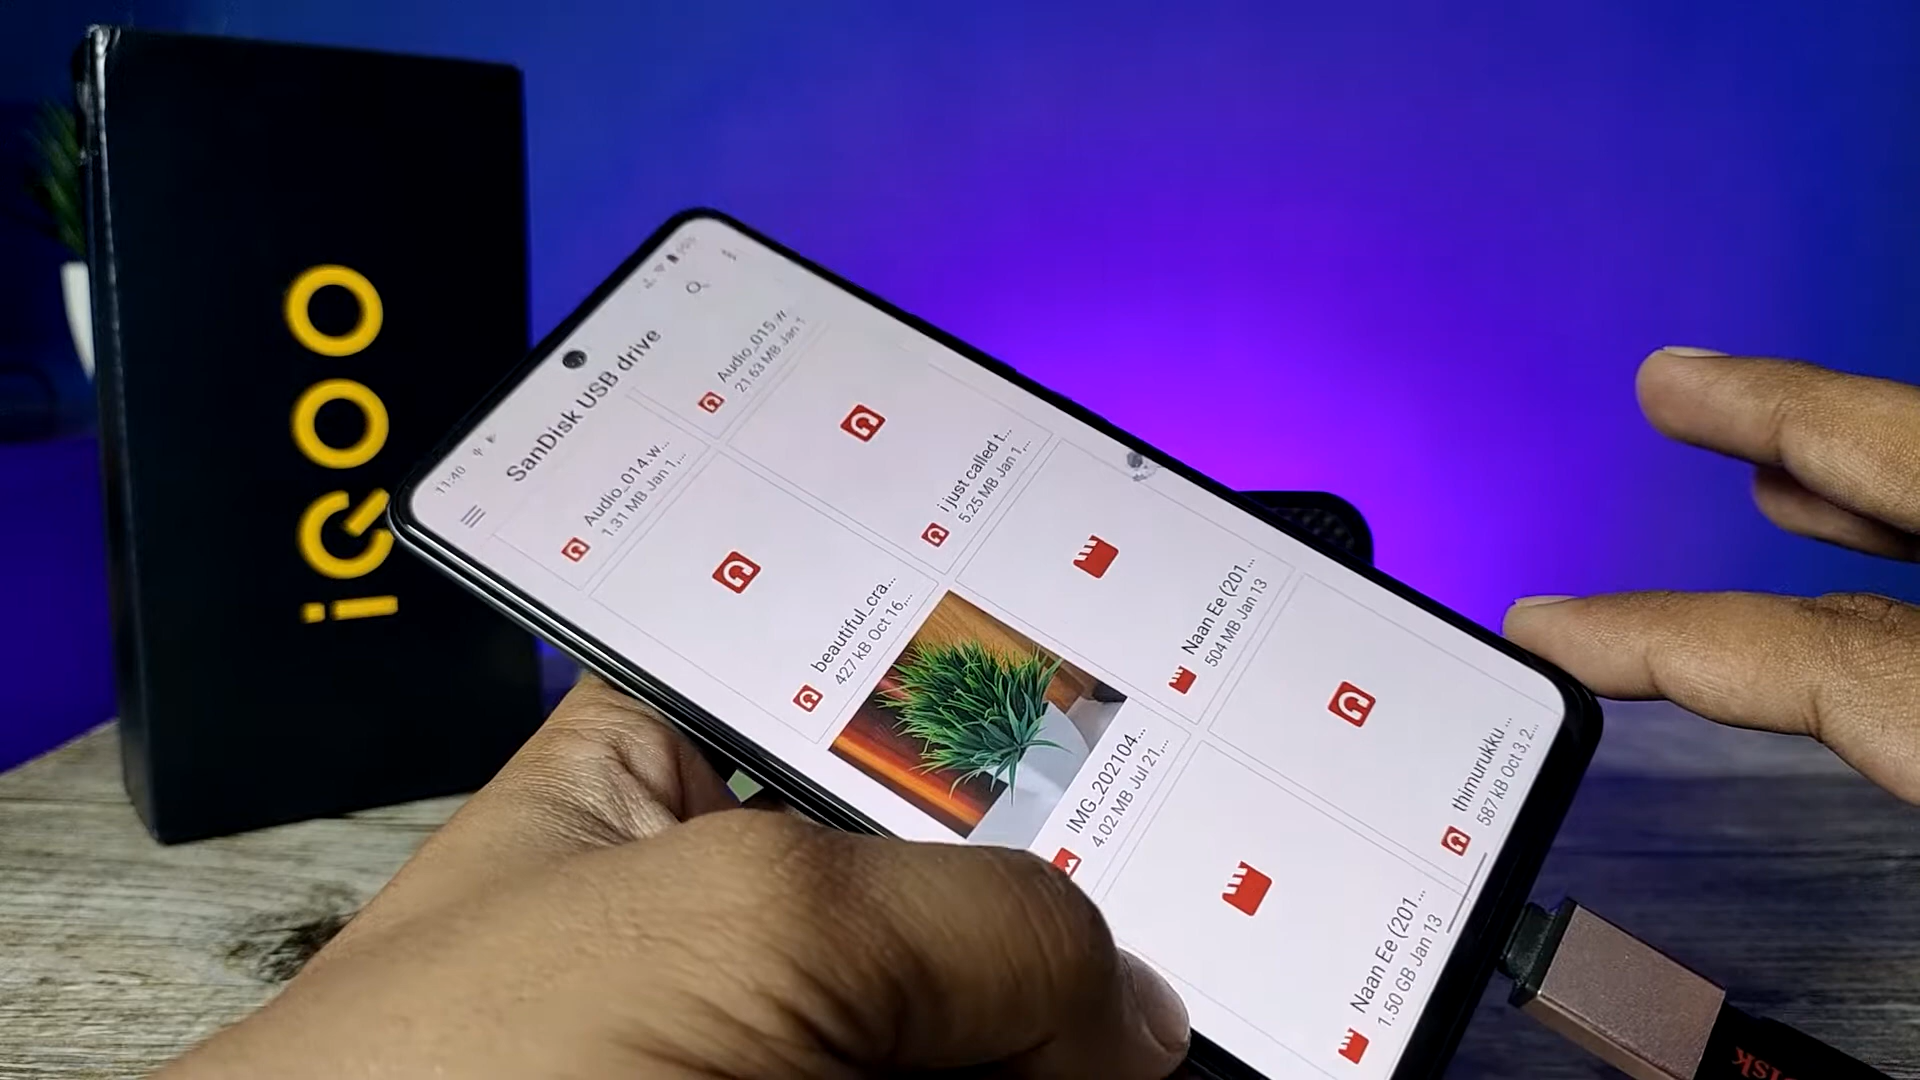 iQOO
11:40
SanDisk USB drive
Audio_014.w...
1.31 MB Jan 1,...
Audio_015.w
21.63 MB Jan 1
beautiful_cra...
427 kB Oct 16,...
i just called t...
5.25 MB Jan 1,...
IMG_202104...
4.02 MB Jul 21,...
Naan Ee (201...
504 MB Jan 13
Naan Ee (201...
1.50 GB Jan 13
thimurukku ...
587 kB Oct 3, 2...